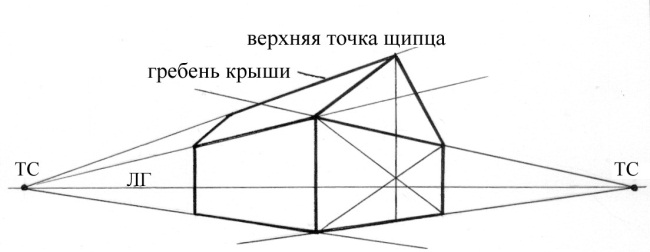 верхняя точка щипца
гребень крыши
ТС
ЛГ
ТС